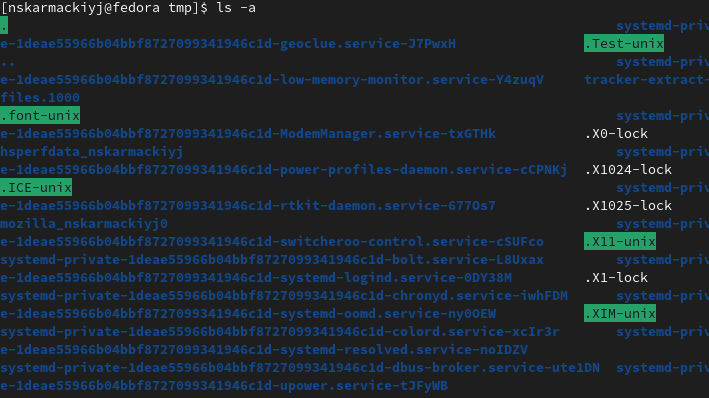 [nskarmackiyj@fedora tmp]$ ls -a
. systemd-priv
e-1deae55966b04bbf8727099341946c1d-geoclue.service-J7PwxH .Test-unix
.. systemd-priv
e-1deae55966b04bbf8727099341946c1d-low-memory-monitor.service-Y4zuqV tracker-extract-
files.1000
.font-unix systemd-priv
e-1deae55966b04bbf8727099341946c1d-ModemManager.service-txGTHk .X0-lock
hsperfdata_nskarmackiyj systemd-priv
e-1deae55966b04bbf8727099341946c1d-power-profiles-daemon.service-cCPNKj .X1024-lock
.ICE-unix systemd-priv
e-1deae55966b04bbf8727099341946c1d-rtkit-daemon.service-677Os7 .X1025-lock
mozilla_nskarmackiyj0 systemd-priv
e-1deae55966b04bbf8727099341946c1d-switcheroo-control.service-cSUFco .X11-unix
systemd-private-1deae55966b04bbf8727099341946c1d-bolt.service-L8Uxax systemd-priv
e-1deae55966b04bbf8727099341946c1d-systemd-logind.service-0DY38M .X1-lock
systemd-private-1deae55966b04bbf8727099341946c1d-chronyd.service-iwhFDM systemd-priv
e-1deae55966b04bbf8727099341946c1d-systemd-oomd.service-ny0OEW .XIM-unix
systemd-private-1deae55966b04bbf8727099341946c1d-colord.service-xcIr3r systemd-priv
e-1deae55966b04bbf8727099341946c1d-systemd-resolved.service-noIDZV
systemd-private-1deae55966b04bbf8727099341946c1d-dbus-broker.service-ute1DN systemd-priv
e-1deae55966b04bbf8727099341946c1d-upower.service-tJFyWB